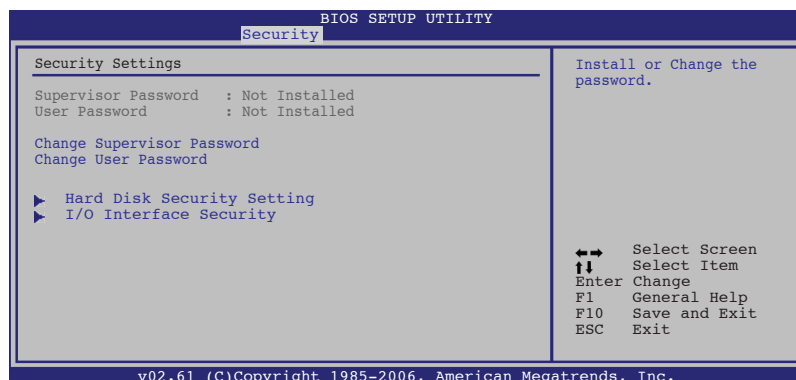 BIOS SETUP UTILITY
Security
Security Settings
Supervisor Password : Not Installed
User Password : Not Installed
Change Supervisor Password
Change User Password
Hard Disk Security Setting
I/O Interface Security
Install or Change the
password.
Select Screen
Select Item
Enter Change
F1 General Help
F10 Save and Exit
ESC Exit
v02.61 (C)Copyright 1985-2006, American Megatrends, Inc.